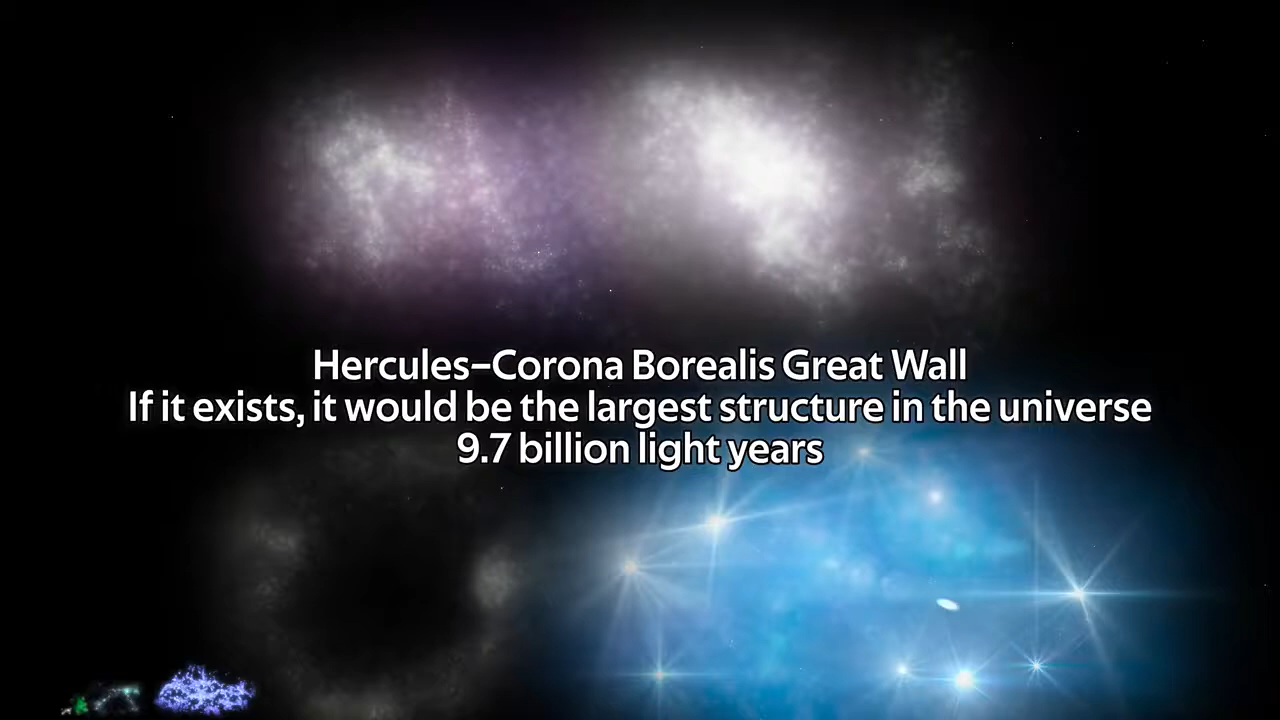 Hercules–Corona Borealis Great Wall
If it exists, it would be the largest structure in the universe
9.7 billion light years